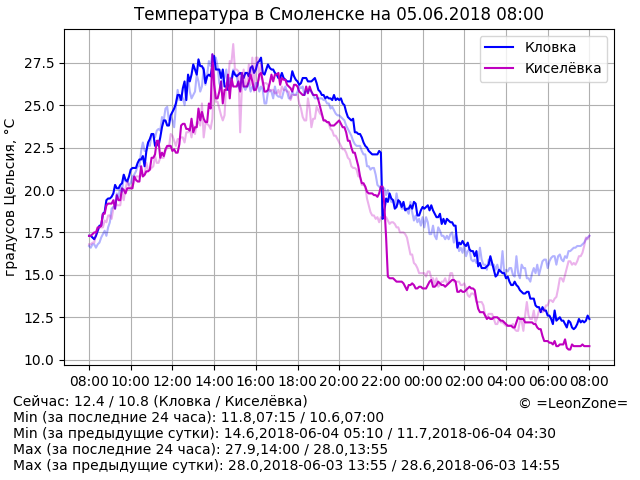 Температура в Смоленске на 05.06.2018 08:00
градусов Цельсия, °C
27.5
25.0
22.5
20.0
17.5
15.0
12.5
10.0
Кловка
Киселёвка
08:00 10:00 12:00 14:00 16:00 18:00 20:00 22:00 00:00 02:00 04:00 06:00 08:00
© =LeonZone=
Сейчас: 12.4 / 10.8 (Кловка / Киселёвка)
Min (за последние 24 часа): 11.8,07:15 / 10.6,07:00
Min (за предыдущие сутки): 14.6,2018-06-04 05:10 / 11.7,2018-06-04 04:30
Max (за последние 24 часа): 27.9,14:00 / 28.0,13:55
Max (за предыдущие сутки): 28.0,2018-06-03 13:55 / 28.6,2018-06-03 14:55